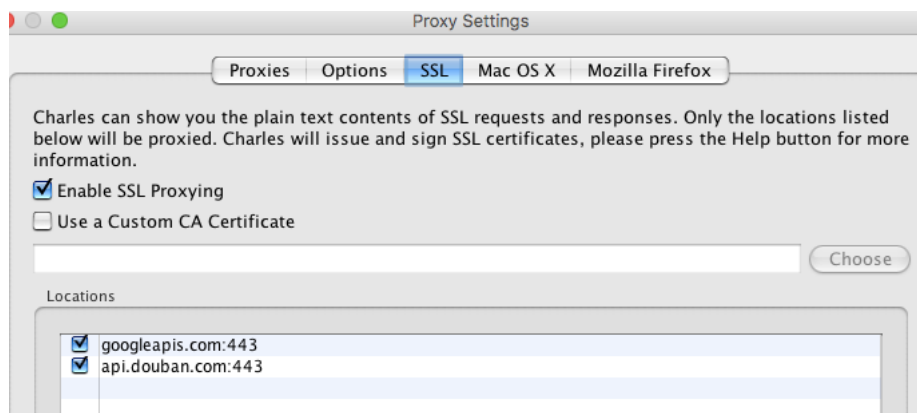 Proxy Settings
Proxies Options SSL Mac OS X Mozilla Firefox
Charles can show you the plain text contents of SSL requests and responses. Only the locations listed
below will be proxied. Charles will issue and sign SSL certificates, please press the Help button for more
information.
Enable SSL Proxying
Use a Custom CA Certificate
Choose
Locations
googleapis.com:443
api.douban.com:443